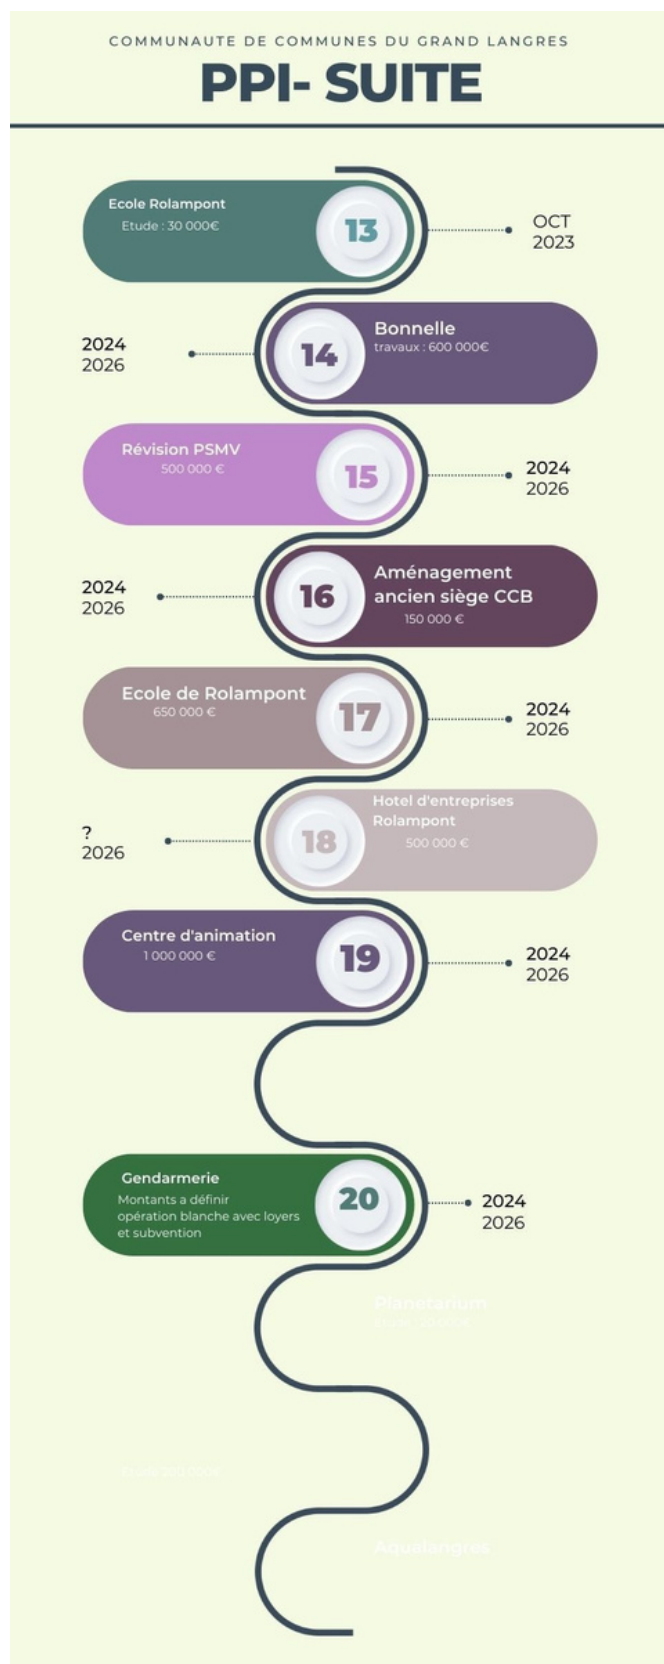 COMMUNAUTE DE COMMUNES DU GRAND LANGRES
PPI- SUITE
Ecole Rolampont
Etude : 30 000€
13
OCT
2023
2024
2026
14
Bonnelle
travaux : 600 000€
Révision PSMV
500 000 €
15
2024
2026
2024
2026
16
Aménagement
ancien siège CCB
150 000 €
Ecole de Rolampont
650 000 €
17
2024
2026
?
2026
18
Hotel d'entreprises
Rolampont
500 000 €
Centre d'animation
1 000 000 €
19
2024
2026
Gendarmerie
Montants a définir
opération blanche avec loyers
et subvention
20
2024
2026
Planetarium
Aqualangres